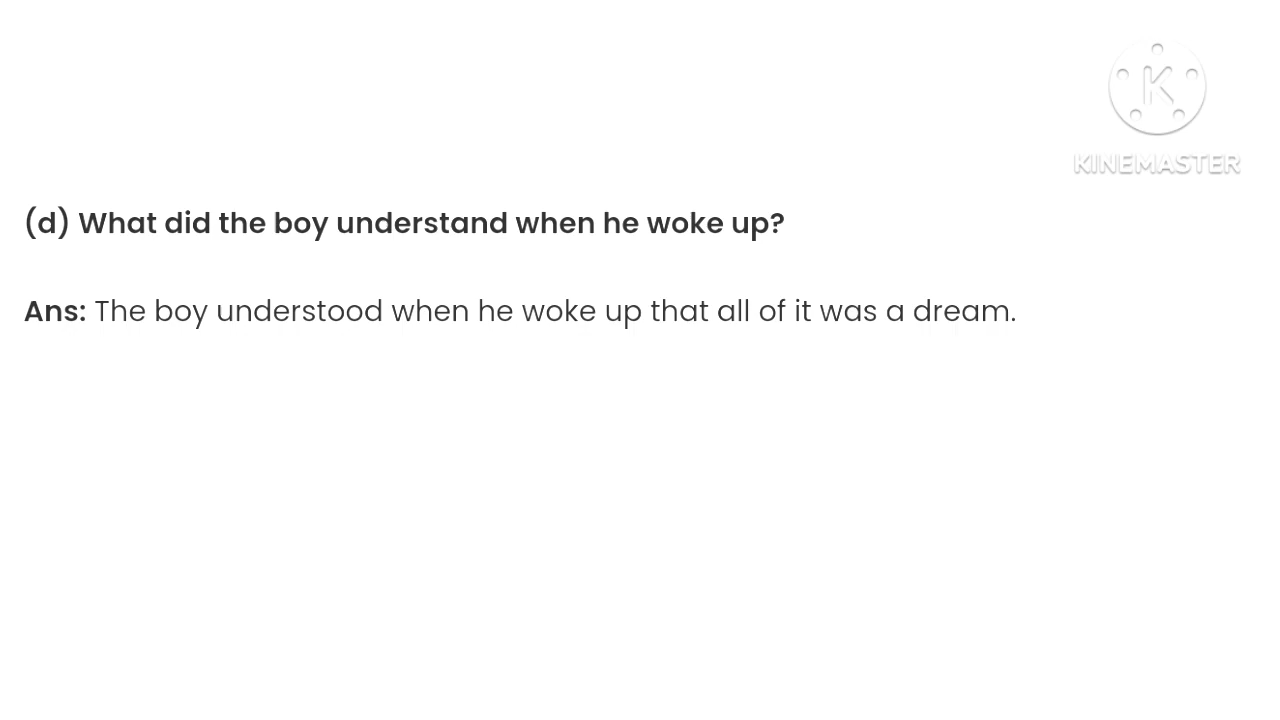 K
KINEMASTER
(d) What did the boy understand when he woke up?
Ans: The boy understood when he woke up that all of it was a dream.